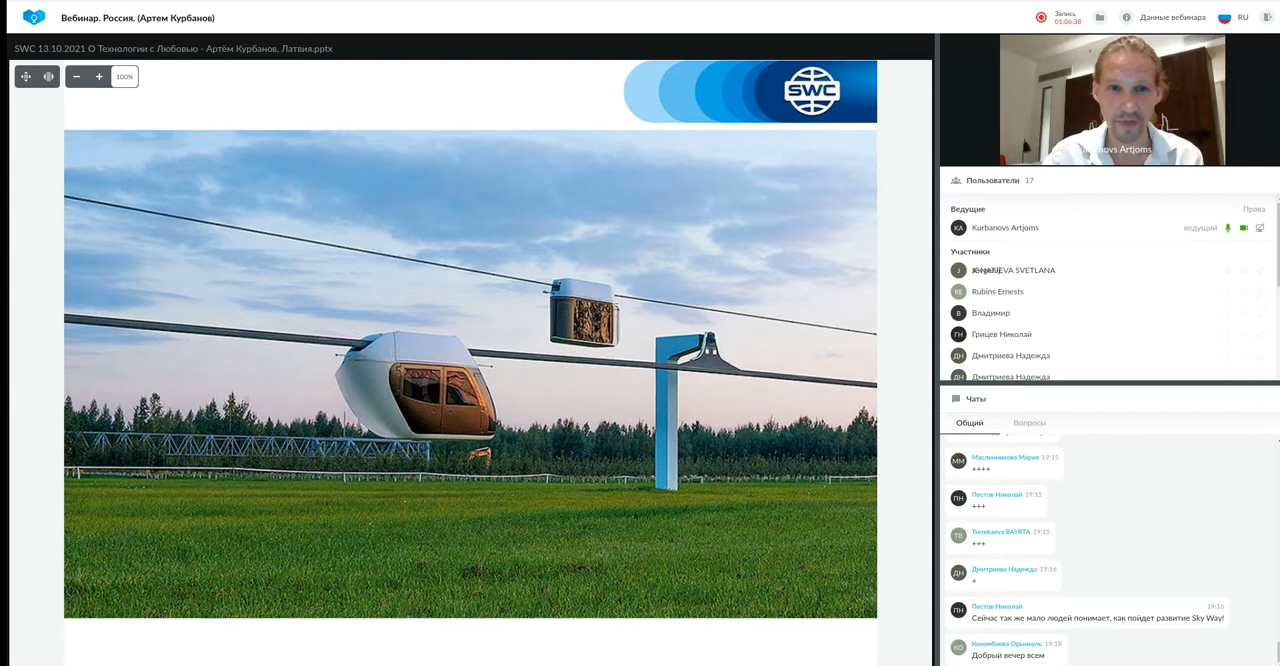 Вебинар. Россия. (Артем Курбанов)
Запись
01:06:38
Данные вебинара
RU
SWC 13.10.2021 О Технологии с Любовью - Артём Курбанов, Латвия.pptx
100%
SWC
Kurbanovs Artjoms
Пользователи 17
Ведущие
Права
KA
Kurbanovs Artjoms
ведущий
Участники
J
SVETLANA
RE
Rubins Ernests
В
Владимир
ГН
Грицев Николай
ДН
Дмитриева Надежда
ДН
Дмитриева Надежда
Чаты
Общий
Вопросы
ММ
Масленникова Мария 19:15
++++
ПН
Пестов Николай 19:15
+++
TB
Tserekaeva BAYRTA 19:15
+++
ДН
Дмитриева Надежда 19:16
+
ПН
Пестов Николай 19:16
Сейчас так же мало людей понимает, как пойдет развитие Sky Way!
КО
Кокомбаева Орынкуль 19:18
Добрый вечер всем